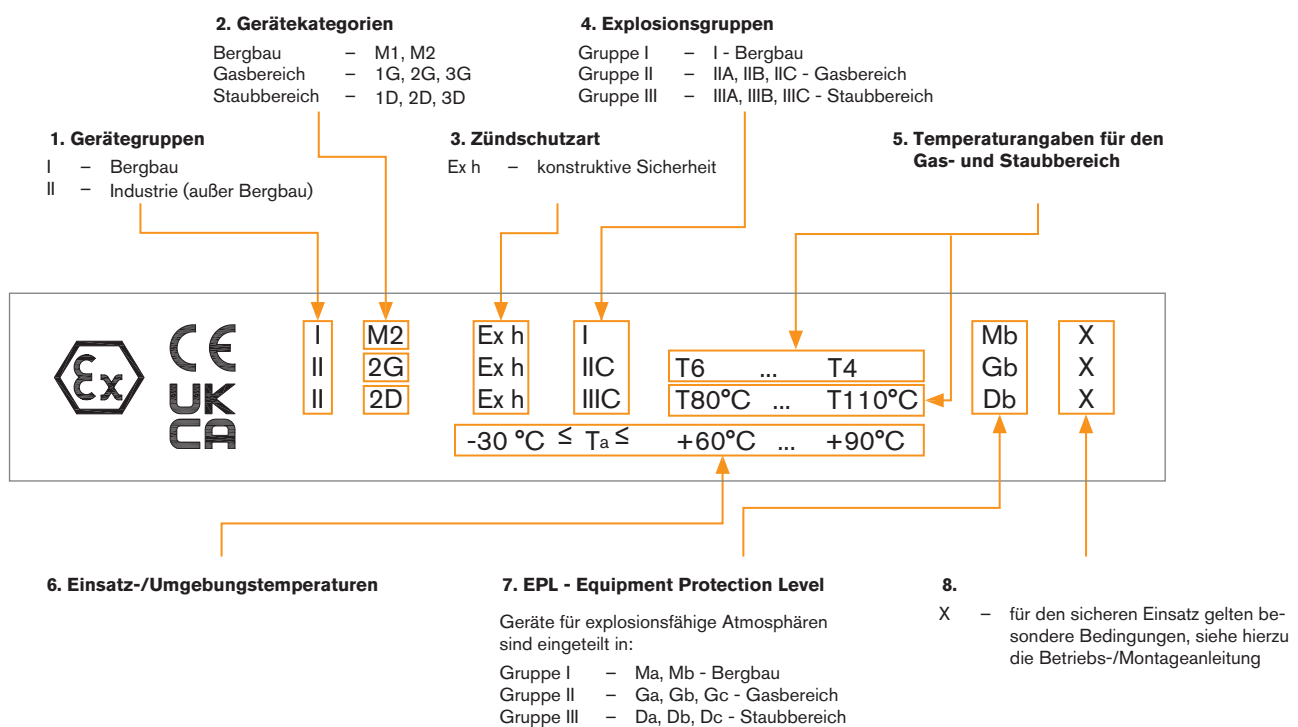 2. Gerätekategorien
Bergbau – M1, M2
Gasbereich – 1G, 2G, 3G
Staubbereich – 1D, 2D, 3D
4. Explosionsgruppen
Gruppe I – I - Bergbau
Gruppe II – IIA, IIB, IIC - Gasbereich
Gruppe III – IIIA, IIIB, IIIC - Staubbereich
1. Gerätegruppen
I – Bergbau
II – Industrie (außer Bergbau)
3. Zündschutzart
Ex h – konstruktive Sicherheit
5. Temperaturangaben für den
Gas- und Staubbereich
Ex
CE
UK
CA
I M2 Ex h I Mb X
II 2G Ex h IIC T6 ... T4 Gb X
II 2D Ex h IIIC T80°C ... T110°C Db X
-30 °C ≤ Ta ≤ +60°C ... +90°C
6. Einsatz-/Umgebungstemperaturen
7. EPL - Equipment Protection Level
Geräte für explosionsfähige Atmosphären
sind eingeteilt in:
Gruppe I – Ma, Mb - Bergbau
Gruppe II – Ga, Gb, Gc - Gasbereich
Gruppe III – Da, Db, Dc - Staubbereich
8.
X – für den sicheren Einsatz gelten be-
sondere Bedingungen, siehe hierzu
die Betriebs-/Montageanleitung